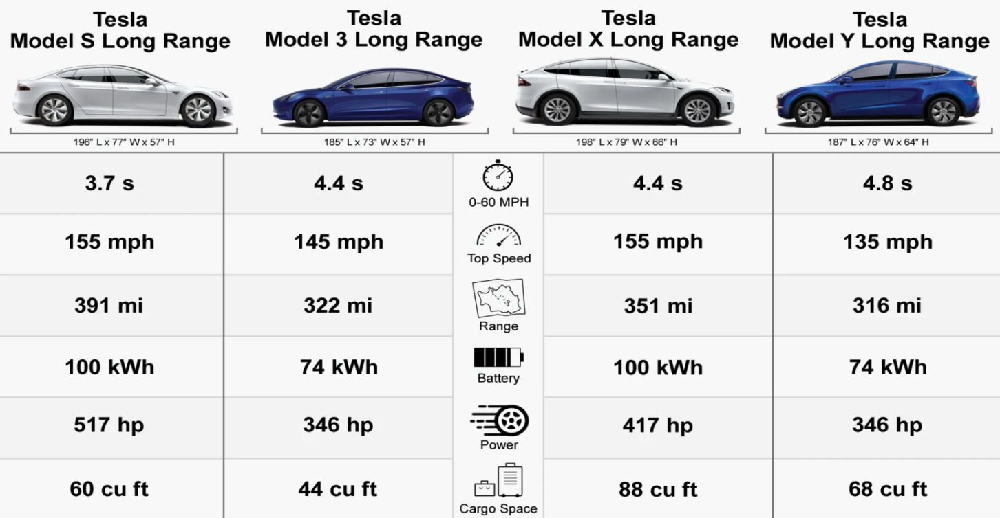 Tesla
Model S Long Range
Tesla
Model 3 Long Range
Tesla
Model X Long Range
Tesla
Model Y Long Range
196" L x 77" W x 57" H
185" L x 73" W x 57" H
198" L x 79" W x 66" H
187" L x 76" W x 64" H
3.7 s
4.4 s
0-60 MPH
4.4 s
4.8 s
155 mph
145 mph
Top Speed
155 mph
135 mph
391 mi
322 mi
Range
351 mi
316 mi
100 kWh
74 kWh
Battery
100 kWh
74 kWh
517 hp
346 hp
Power
417 hp
346 hp
60 cu ft
44 cu ft
Cargo Space
88 cu ft
68 cu ft